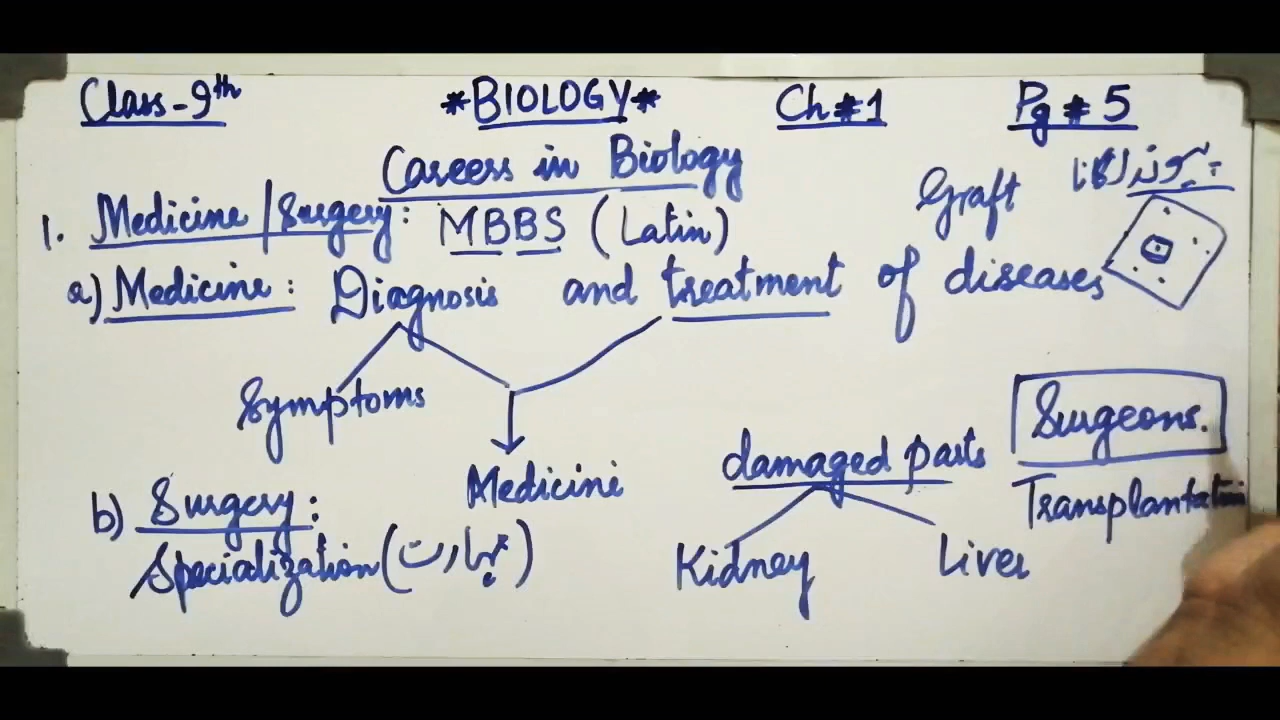 Class-9th *BIOLOGY* Ch#1 Pg#5
Careers in Biology
1. Medicine/Surgery: MBBS (Latin) Graft
a) Medicine: Diagnosis and treatment of diseases
Symptoms
Medicine
Surgeons.
Transplantation
damaged parts
Kidney Liver
b) Surgery:
Specialization (مہارت)